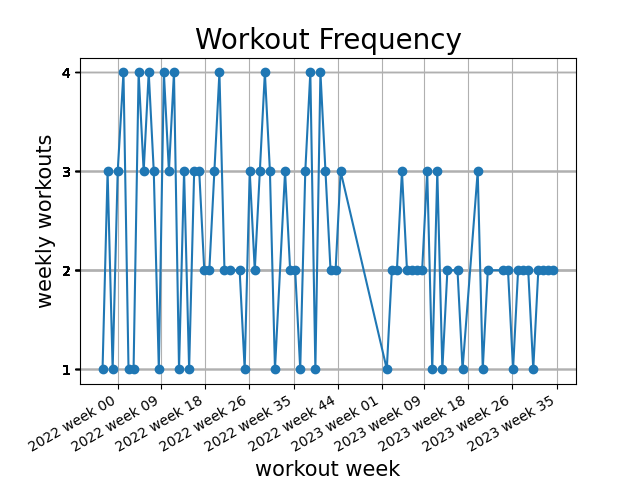 Workout Frequency
weekly workouts
4
3
2
1
2022 week 00
2022 week 09
2022 week 18
2022 week 26
2022 week 35
2022 week 44
2023 week 01
2023 week 09
2023 week 18
2023 week 26
2023 week 35
workout week